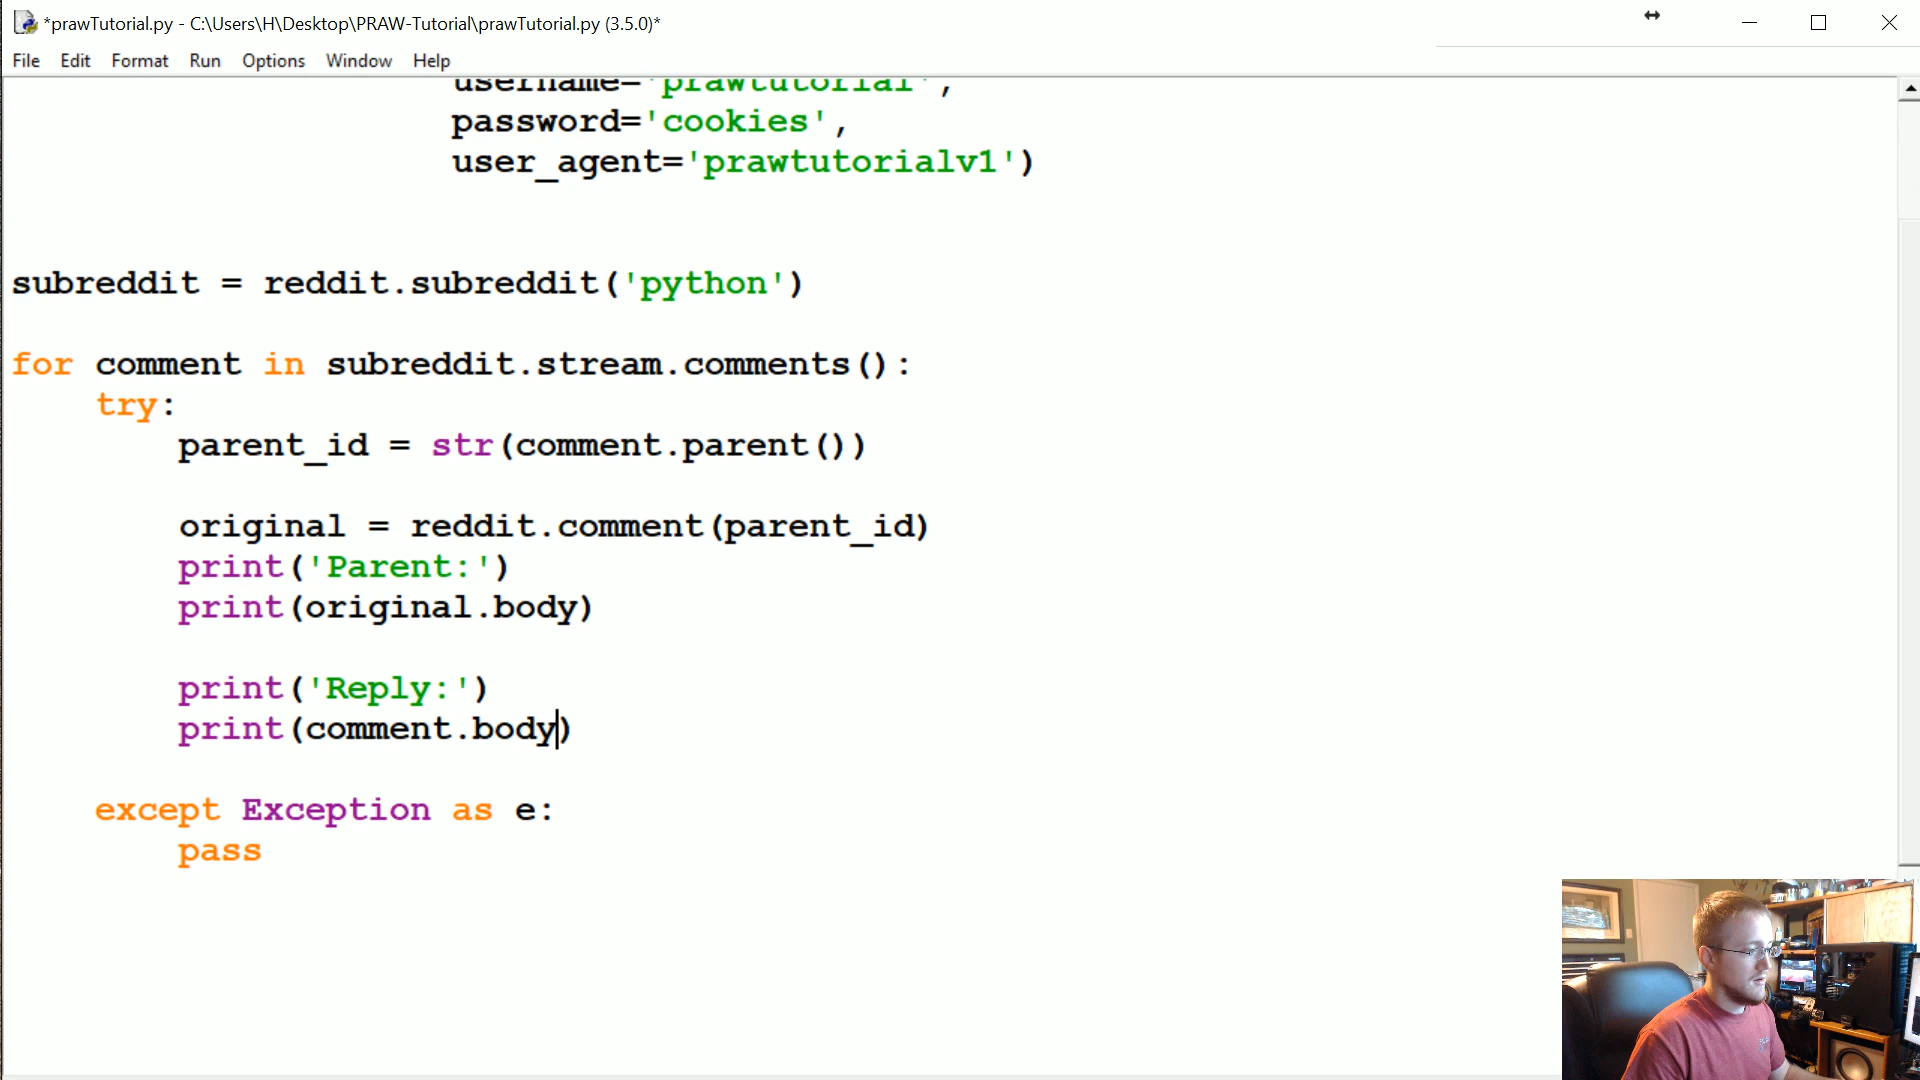 *prawTutorial.py - C:\Users\H\Desktop\PRAW-Tutorial\prawTutorial.py (3.5.0)*
File Edit Format Run Options Window Help
username='prawtutorial',
password='cookies',
user_agent='prawtutorialv1')
subreddit = reddit.subreddit('python')
for comment in subreddit.stream.comments():
try:
parent_id = str(comment.parent())
original = reddit.comment(parent_id)
print('Parent:')
print(original.body)
print('Reply:')
print(comment.body)
except Exception as e:
pass